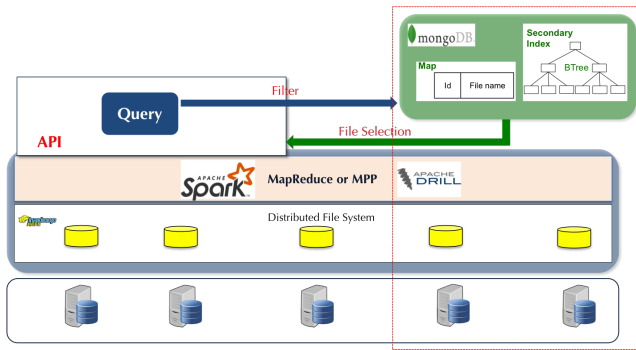 mongoDB
Secondary
Index
BTree
Map
Id
File name
Filter
Query
API
File Selection
APACHE
Spark
MapReduce or MPP
APACHE
DRILL
Distributed File System